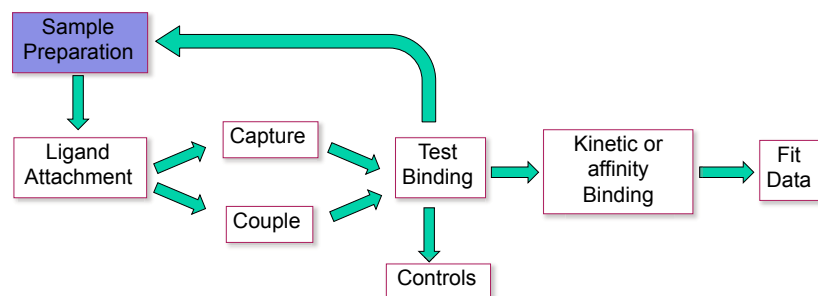 Sample
Preparation
Ligand
Attachment
Capture
Couple
Test
Binding
Controls
Kinetic or
affinity
Binding
Fit
Data